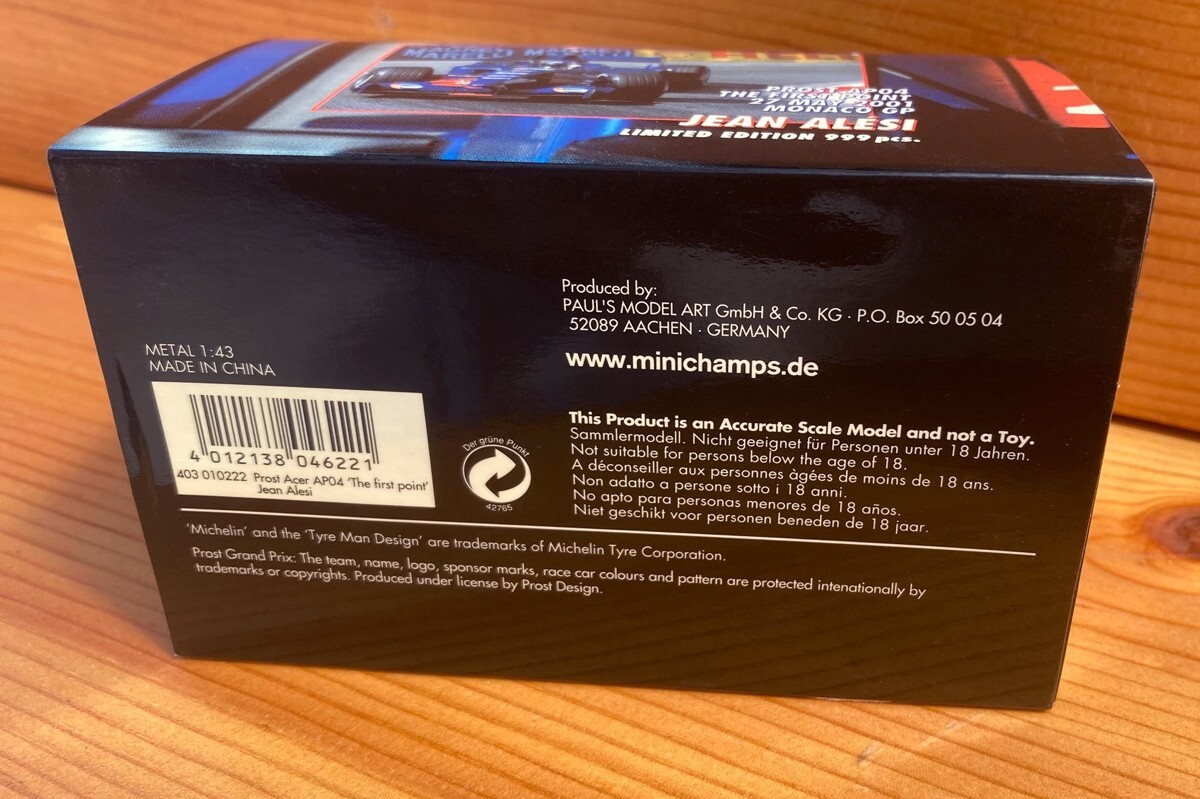 PROST AP04
THE FIRST POINT
27 MAY 2001
MONACO GP
JEAN ALESI
LIMITED EDITION 999 pcs.
Produced by:
PAUL'S MODEL ART GmbH & Co. KG · P.O. Box 50 05 04
52089 AACHEN · GERMANY
www.minichamps.de
METAL 1:43
MADE IN CHINA
4 012138 046221
403 010222 Prost Acer AP04 'The first point'
Jean Alesi
Der grüne Punkt
42765
This Product is an Accurate Scale Model and not a Toy.
Sammlermodell. Nicht geeignet für Personen unter 18 Jahren.
Not suitable for persons below the age of 18.
A déconseiller aux personnes âgées de moins de 18 ans.
Non adatto a persone sotto i 18 anni.
No apto para personas menores de 18 años.
Niet geschikt voor personen beneden de 18 jaar.
'Michelin' and the 'Tyre Man Design' are trademarks of Michelin Tyre Corporation.
Prost Grand Prix: The team, name, logo, sponsor marks, race car colours and pattern are protected intenationally by
trademarks or copyrights. Produced under license by Prost Design.